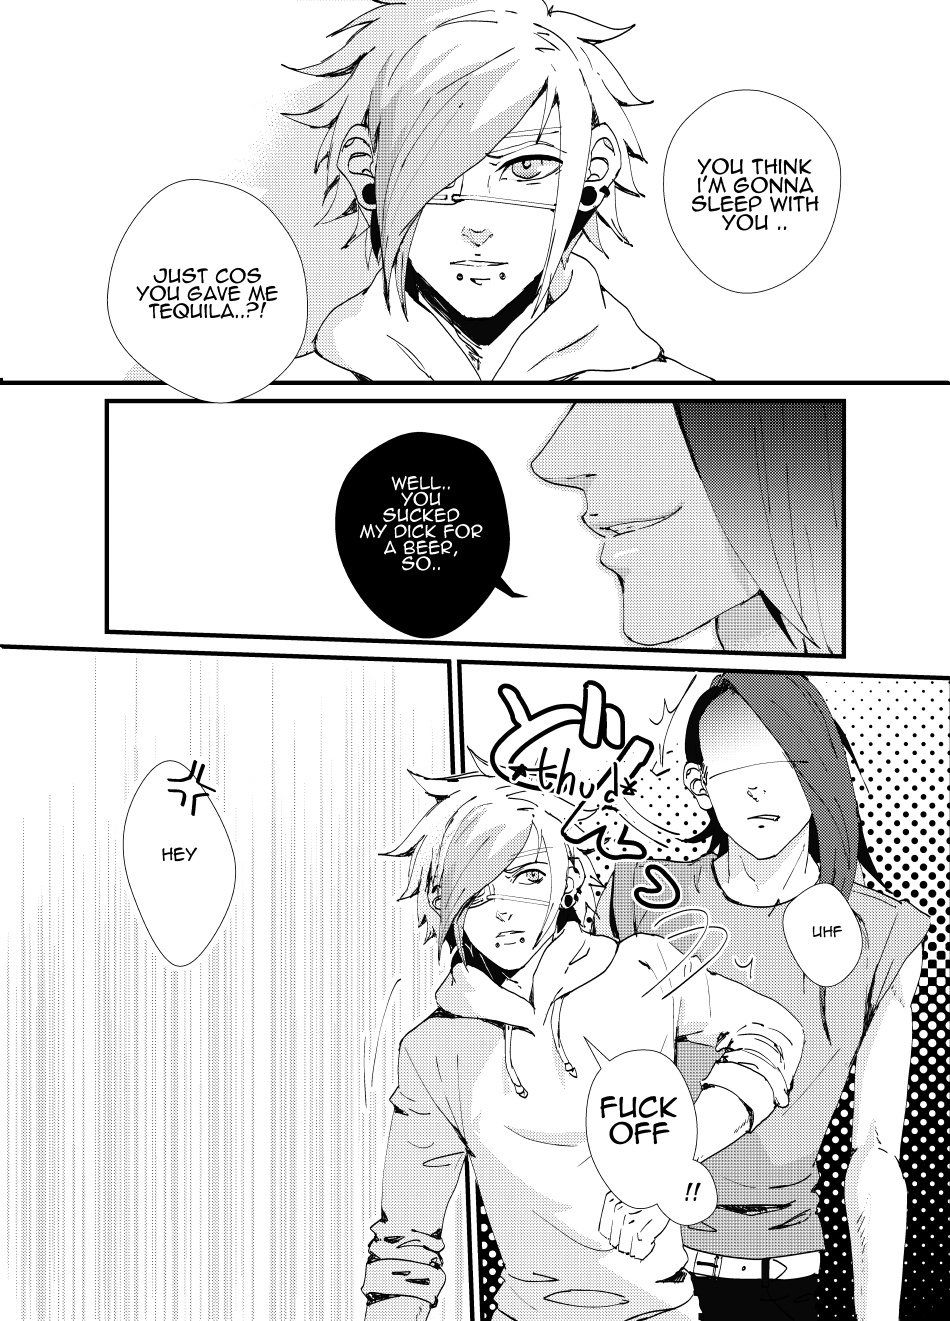 YOU THINK
I'M GONNA
SLEEP WITH
YOU ..
JUST COS
YOU GAVE ME
TEQUILA..?!
WELL..
YOU
SUCKED
MY DICK FOR
A BEER,
SO..
*thud*
UHF
FUCK
OFF
!!
HEY